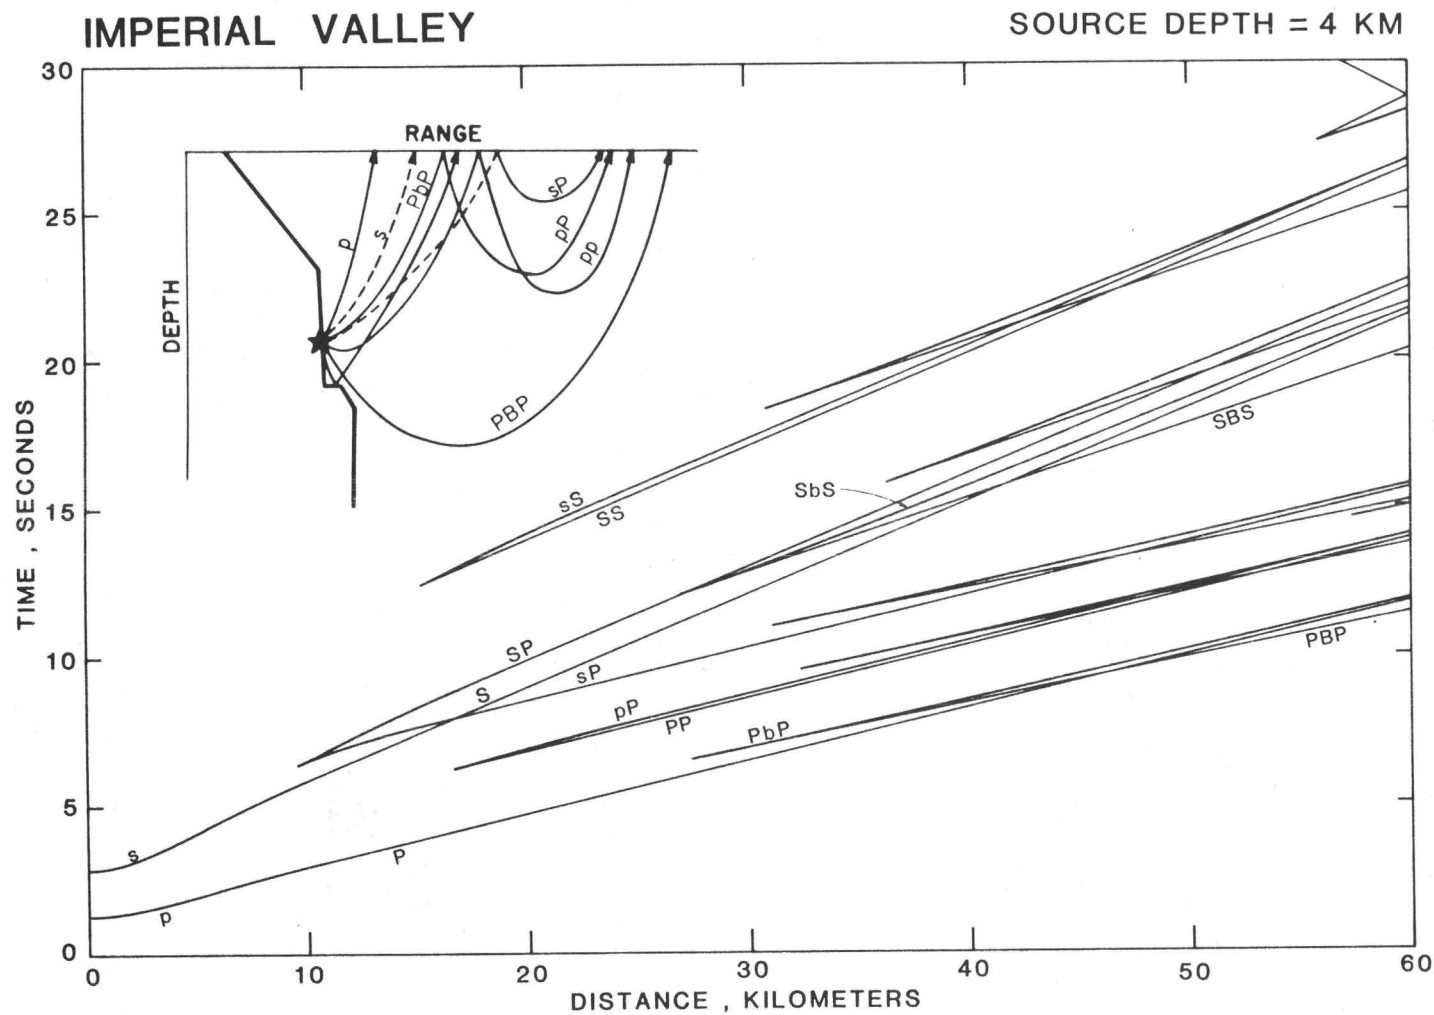 IMPERIAL VALLEY
SOURCE DEPTH = 4 KM
30
25
20
15
10
5
0
TIME , SECONDS
RANGE
DEPTH
p
s
PbP
sP
pP
pp
PBP
sS
SS
SbS
SBS
SP
S
sP
pP
PP
PbP
PBP
s
p
P
0
10
20
30
40
50
60
DISTANCE , KILOMETERS